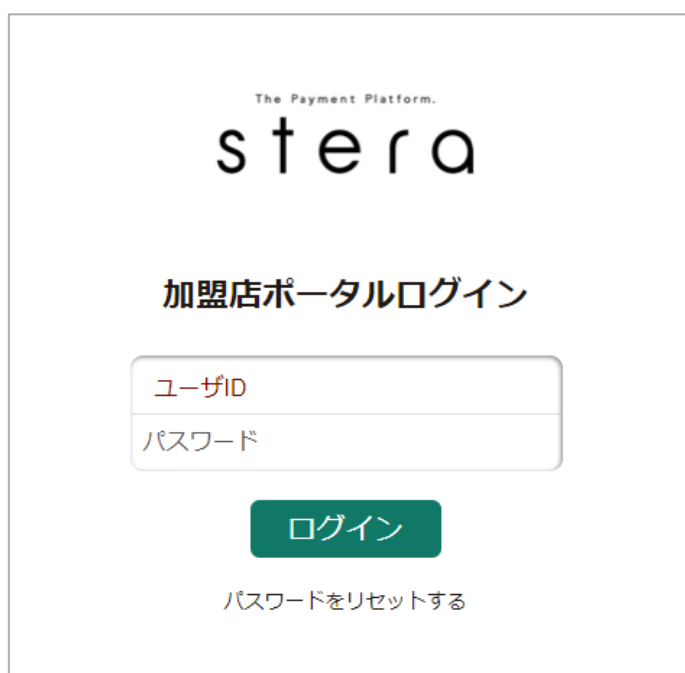 The Payment Platform.
stera
加盟店ポータルログイン
ユーザID
パスワード
ログイン
パスワードをリセットする